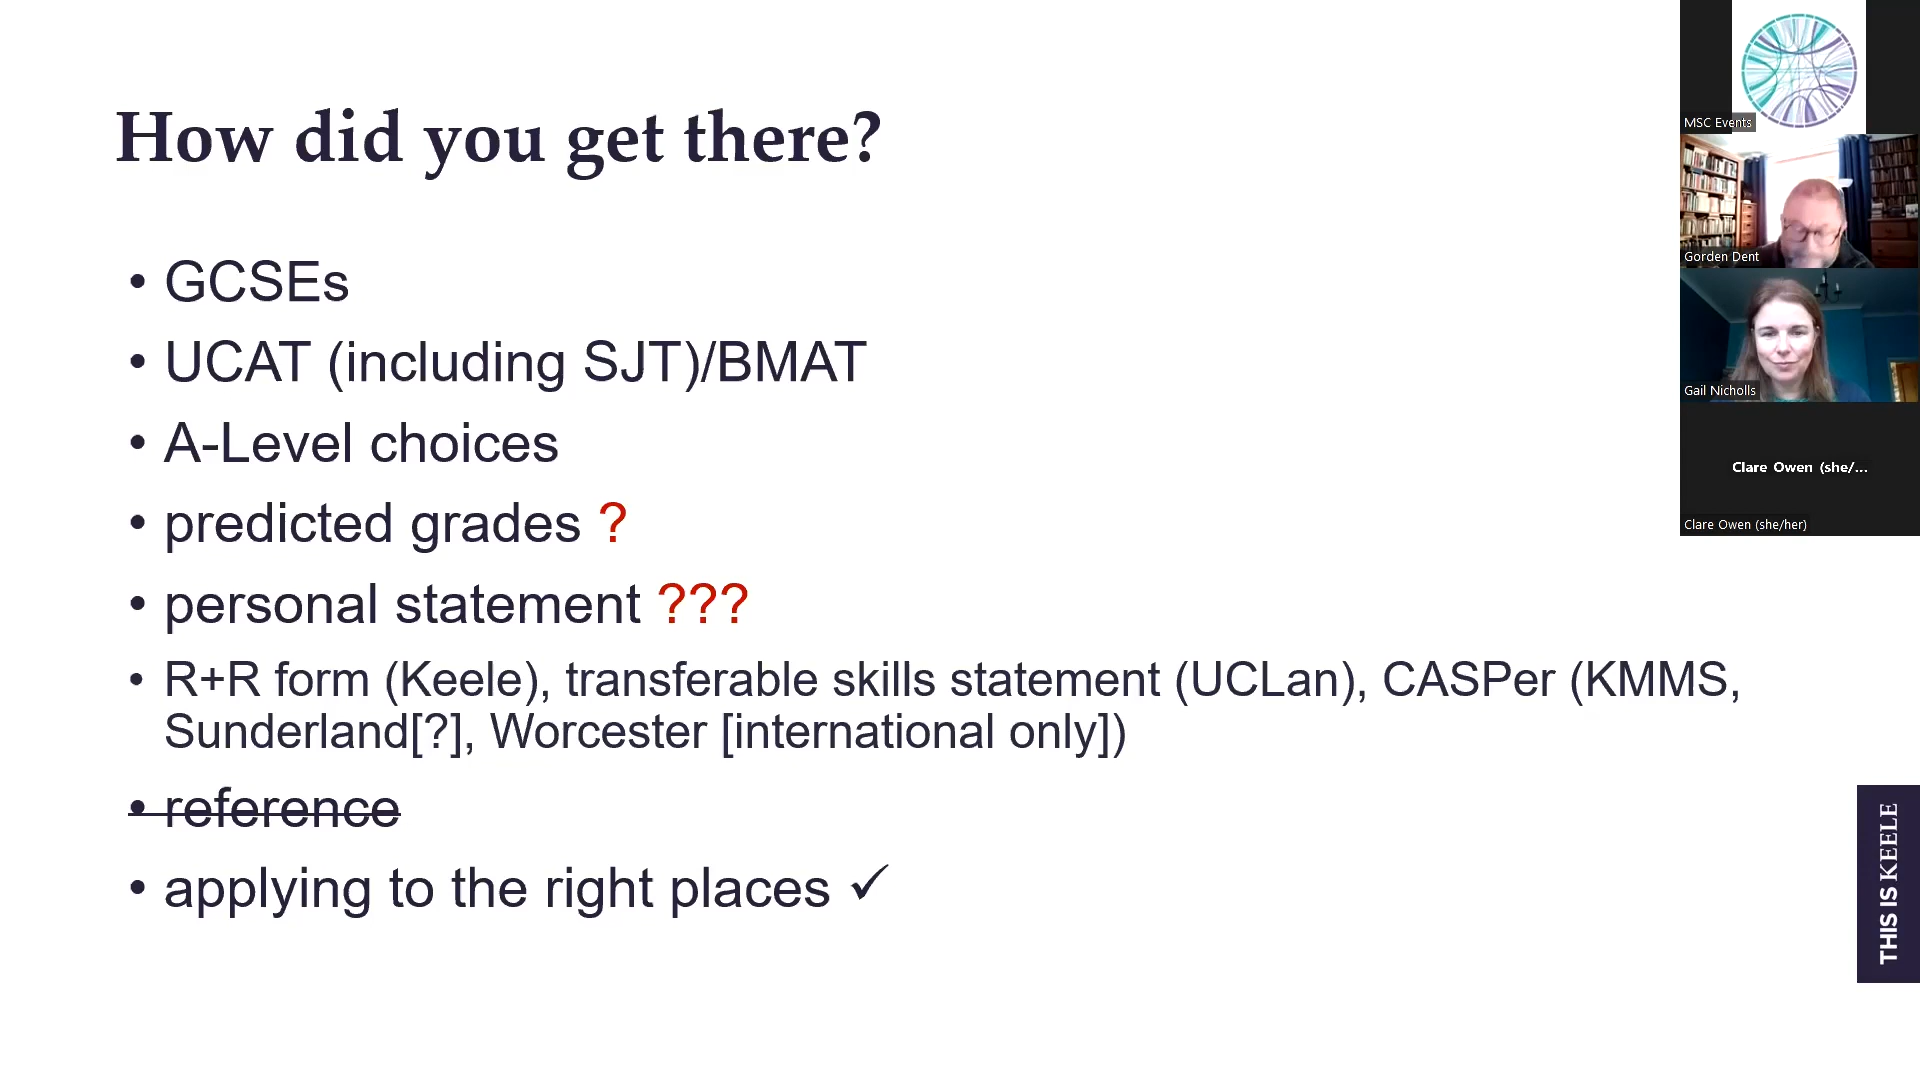 How did you get there?
• GCSEs
• UCAT (including SJT)/BMAT
• A-Level choices
• predicted grades ?
• personal statement ???
• R+R form (Keele), transferable skills statement (UCLan), CASPer (KMMS,
Sunderland[?], Worcester [international only])
• reference
• applying to the right places ✓
MSC Events
Gorden Dent
Gail Nicholls
Clare Owen (she/...
Clare Owen (she/her)
THIS IS KEELE